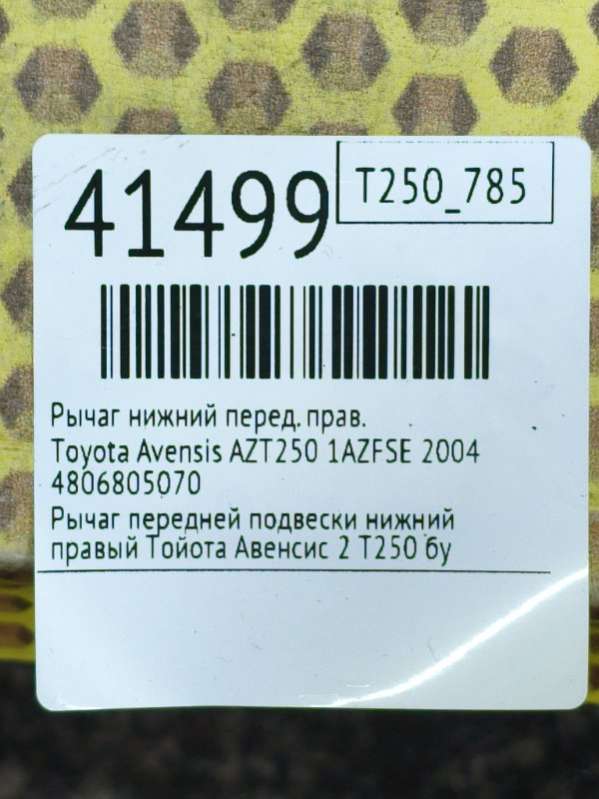 41499
T250_785
Рычаг нижний перед. прав.
Toyota Avensis AZT250 1AZFSE 2004
4806805070
Рычаг передней подвески нижний
правый Тойота Авенсис 2 Т250 бу